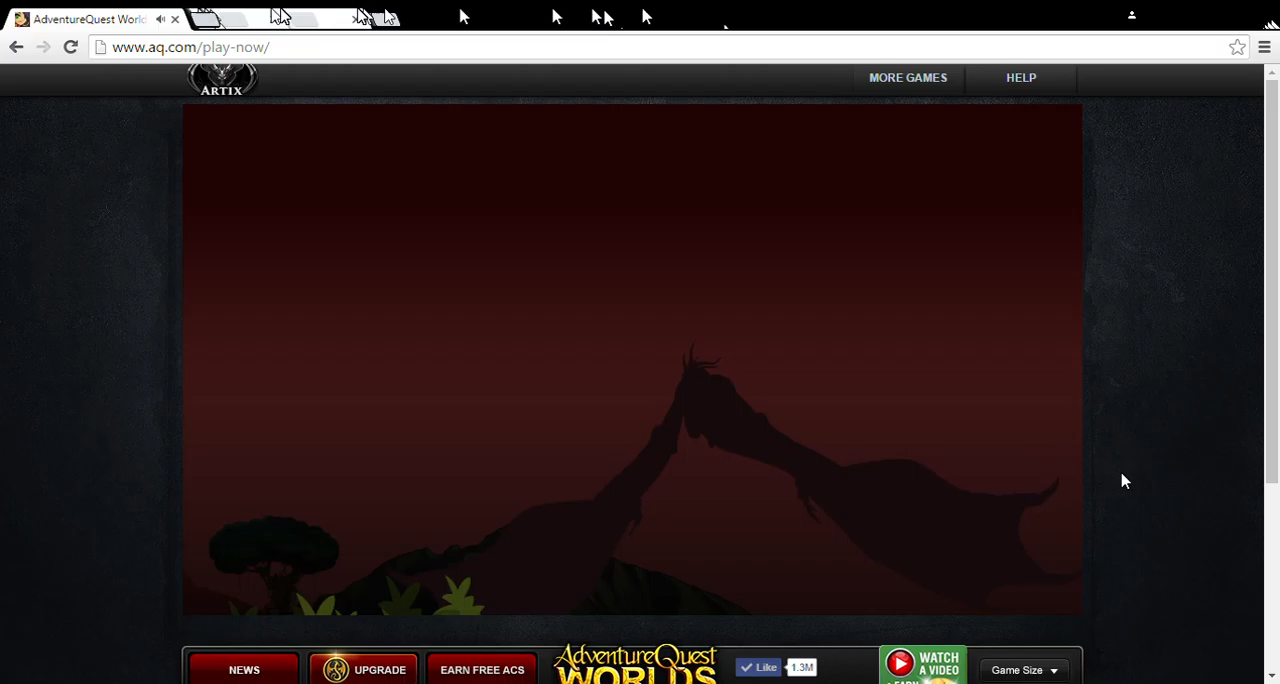 AdventureQuest World
www.aq.com/play-now/
ARTIX
MORE GAMES
HELP
NEWS
UPGRADE
EARN FREE ACS
AdventureQuest
WORLDS
Like
1.3M
WATCH
A VIDEO
Game Size